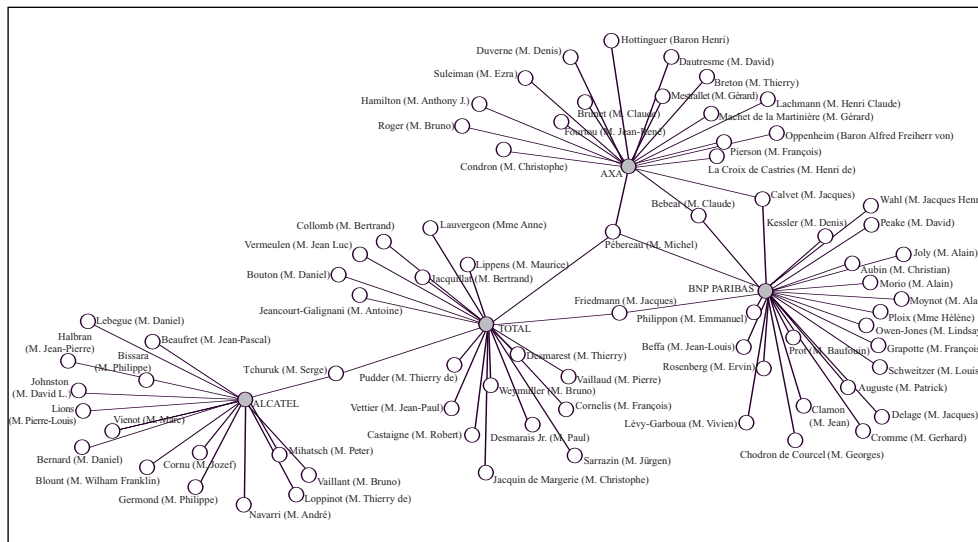 Hottinguer (Baron Henri)
Duverne (M. Denis)
Dautresme (M. David)
Suleiman (M. Ezra)
Breton (M. Thierry)
Mestrallet (M. Gérard)
Hamilton (M. Anthony J.)
Lachmann (M. Henri Claude)
Brunet (M. Claude)
Machet de la Martinière (M. Gérard)
Roger (M. Bruno)
Fourtou (M. Jean-René)
Oppenheim (Baron Alfred Freiherr von)
Pierson (M. François)
Condron (M. Christophe)
La Croix de Castries (M. Henri de)
AXA
Calvet (M. Jacques)
Bebear (M. Claude)
Wahl (M. Jacques Henri
Collomb (M. Bertrand)
Lauvergeon (Mme Anne)
Kessler (M. Denis)
Peake (M. David)
Vermeulen (M. Jean Luc)
Pébereau (M. Michel)
Joly (M. Alain)
Lippens (M. Maurice)
Aubin (M. Christian)
Bouton (M. Daniel)
Jacquillat (M. Bertrand)
Morio (M. Alain)
BNP PARIBAS
Jeancourt-Galignani (M. Antoine)
Friedmann (M. Jacques)
Moynot (M. Ala
Philippon (M. Emmanuel)
Ploix (Mme Hélène)
Lebegue (M. Daniel)
TOTAL
Owen-Jones (M. Lindsay
Halbran
(M. Jean-Pierre)
Beaufret (M. Jean-Pascal)
Beffa (M. Jean-Louis)
Prot (M. Baufouin)
Grapotte (M. François
Bissara
(M. Philippe)
Desmarest (M. Thierry)
Tchuruk (M. Serge)
Pudder (M. Thierry de)
Rosenberg (M. Ervin)
Schweitzer (M. Louis
Vaillaud (M. Pierre)
Johnston
(M. David L.)
Weymuller (M. Bruno)
Auguste (M. Patrick)
ALCATEL
Lions
(M. Pierre-Louis)
Vettier (M. Jean-Paul)
Cornelis (M. François)
Clamon
(M. Jean)
Delage (M. Jacques)
Vienot (M. Marc)
Lévy-Garboua (M. Vivien)
Castaigne (M. Robert)
Desmarais Jr. (M. Paul)
Cromme (M. Gerhard)
Bernard (M. Daniel)
Cornu (M. Jozef)
Mihatsch (M. Peter)
Chodron de Courcel (M. Georges)
Sarrazin (M. Jürgen)
Blount (M. Wilham Franklin)
Vaillant (M. Bruno)
Jacquin de Margerie (M. Christophe)
Germond (M. Philippe)
Loppinot (M. Thierry de)
Navarri (M. André)